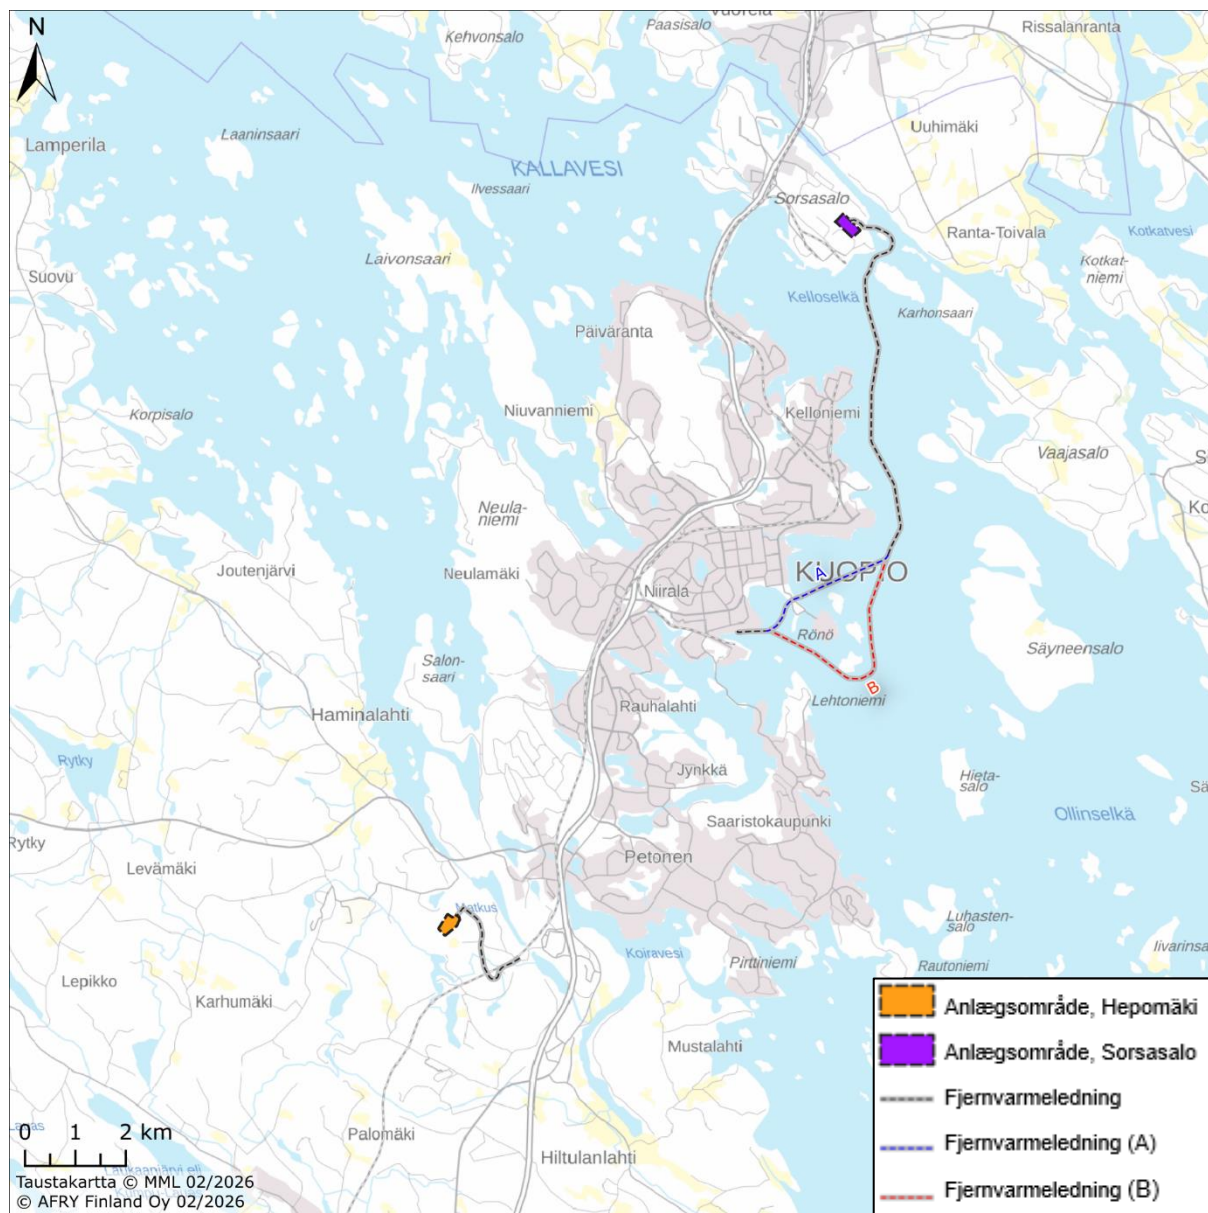 N
Vuorela
Kehvonsalo
Paasisalo
Rissalanranta
Laaninsaari
Lamperila
Uuhimäki
KALLAVESI
Ilvessaari
Sorsasalo
Ranta-Toivala
Kotkatvesi
Laivonsaari
Suovu
Kotkat-
niemi
Kelloselkä
Karhonsaari
Päiväranta
Korpisalo
Niuvanniemi
Kelloniemi
Vaajasalo
Neula-
niemi
Joutenjärvi
Neulamäki
KUOPIO
A
Niirala
Rönö
Säyneensalo
Salon-
saari
B
Lehtoniemi
Rauhalahti
Haminalahti
Rytky
Jynkkä
Hieta-
salo
Ollinselkä
Saaristokaupunki
Rytky
Petonen
Levämäki
Matkus
Luhasten-
salo
Koiravesi
Pirttiniemi
Rautoniemi
Lepikko
Karhumäki
Mustalahti
Palomäki
Hiltulanlahti
0 1 2 km
Taustakartta © MML 02/2026
© AFRY Finland Oy 02/2026
Anlægsområde, Hepomäki
Anlægsområde, Sorsasalo
Fjernvarmeledning
Fjernvarmeledning (A)
Fjernvarmeledning (B)